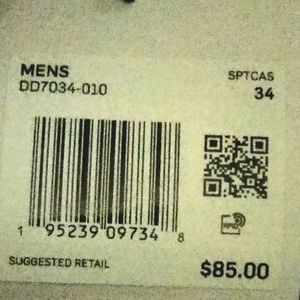 MENS SPTCAS
DD7034-010 34
1 95239 09734 8
SUGGESTED RETAIL $85.00